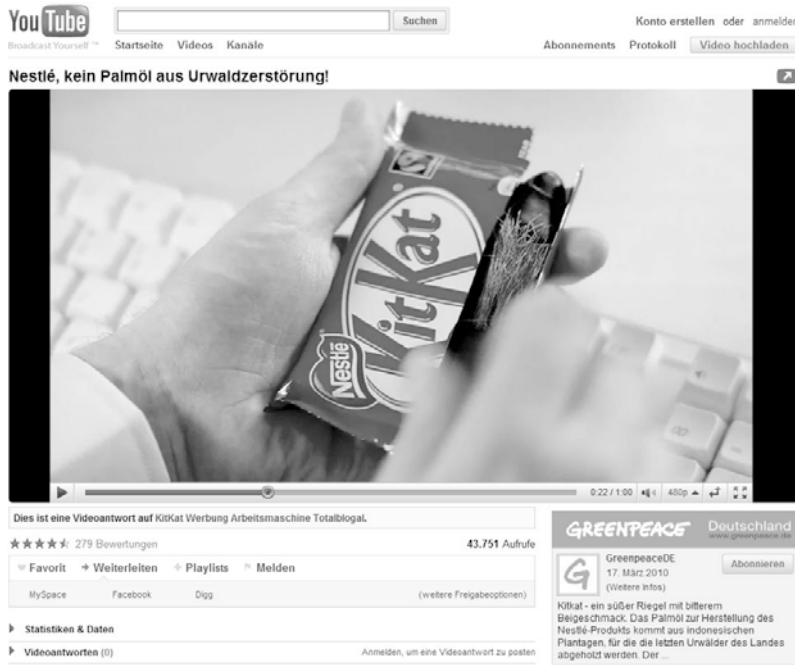 YouTube
Suchen
Konto erstellen oder anmelden
Broadcast Yourself ™
Startseite Videos Kanäle
Abonnements Protokoll Video hochladen
Nestlé, kein Palmöl aus Urwaldzerstörung!
KitKat
Nestlé
0:22 / 1:00 480p
Dies ist eine Videoantwort auf KitKat Werbung Arbeitsmaschine Totalblogal.
279 Bewertungen
43.751 Aufrufe
Favorit Weiterleiten Playlists Melden
MySpace Facebook Digg (weitere Freigabeoptionen)
Statistiken & Daten
Videoantworten (0) Anmelden, um eine Videoantwort zu posten
GREENPEACE Deutschland
www.greenpeace.de
GreenpeaceDE
17. März 2010
(Weitere Infos)
Abonnieren
Kitkat - ein süßer Riegel mit bitterem
Beigeschmack. Das Palmöl zur Herstellung des
Nestlé-Produkts kommt aus indonesischen
Plantagen, für die die letzten Urwälder des Landes
abgeholzt werden. Der ...